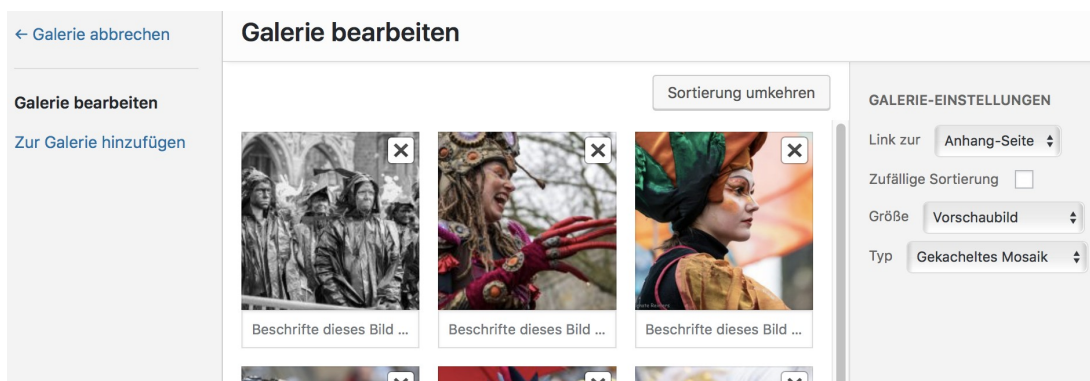 ← Galerie abbrechen
Galerie bearbeiten
Zur Galerie hinzufügen
Galerie bearbeiten
Sortierung umkehren
Beschrifte dieses Bild ...
Beschrifte dieses Bild ...
Beschrifte dieses Bild ...
GALERIE-EINSTELLUNGEN
Link zur Anhang-Seite
Zufällige Sortierung
Größe Vorschaubild
Typ Gekacheltes Mosaik